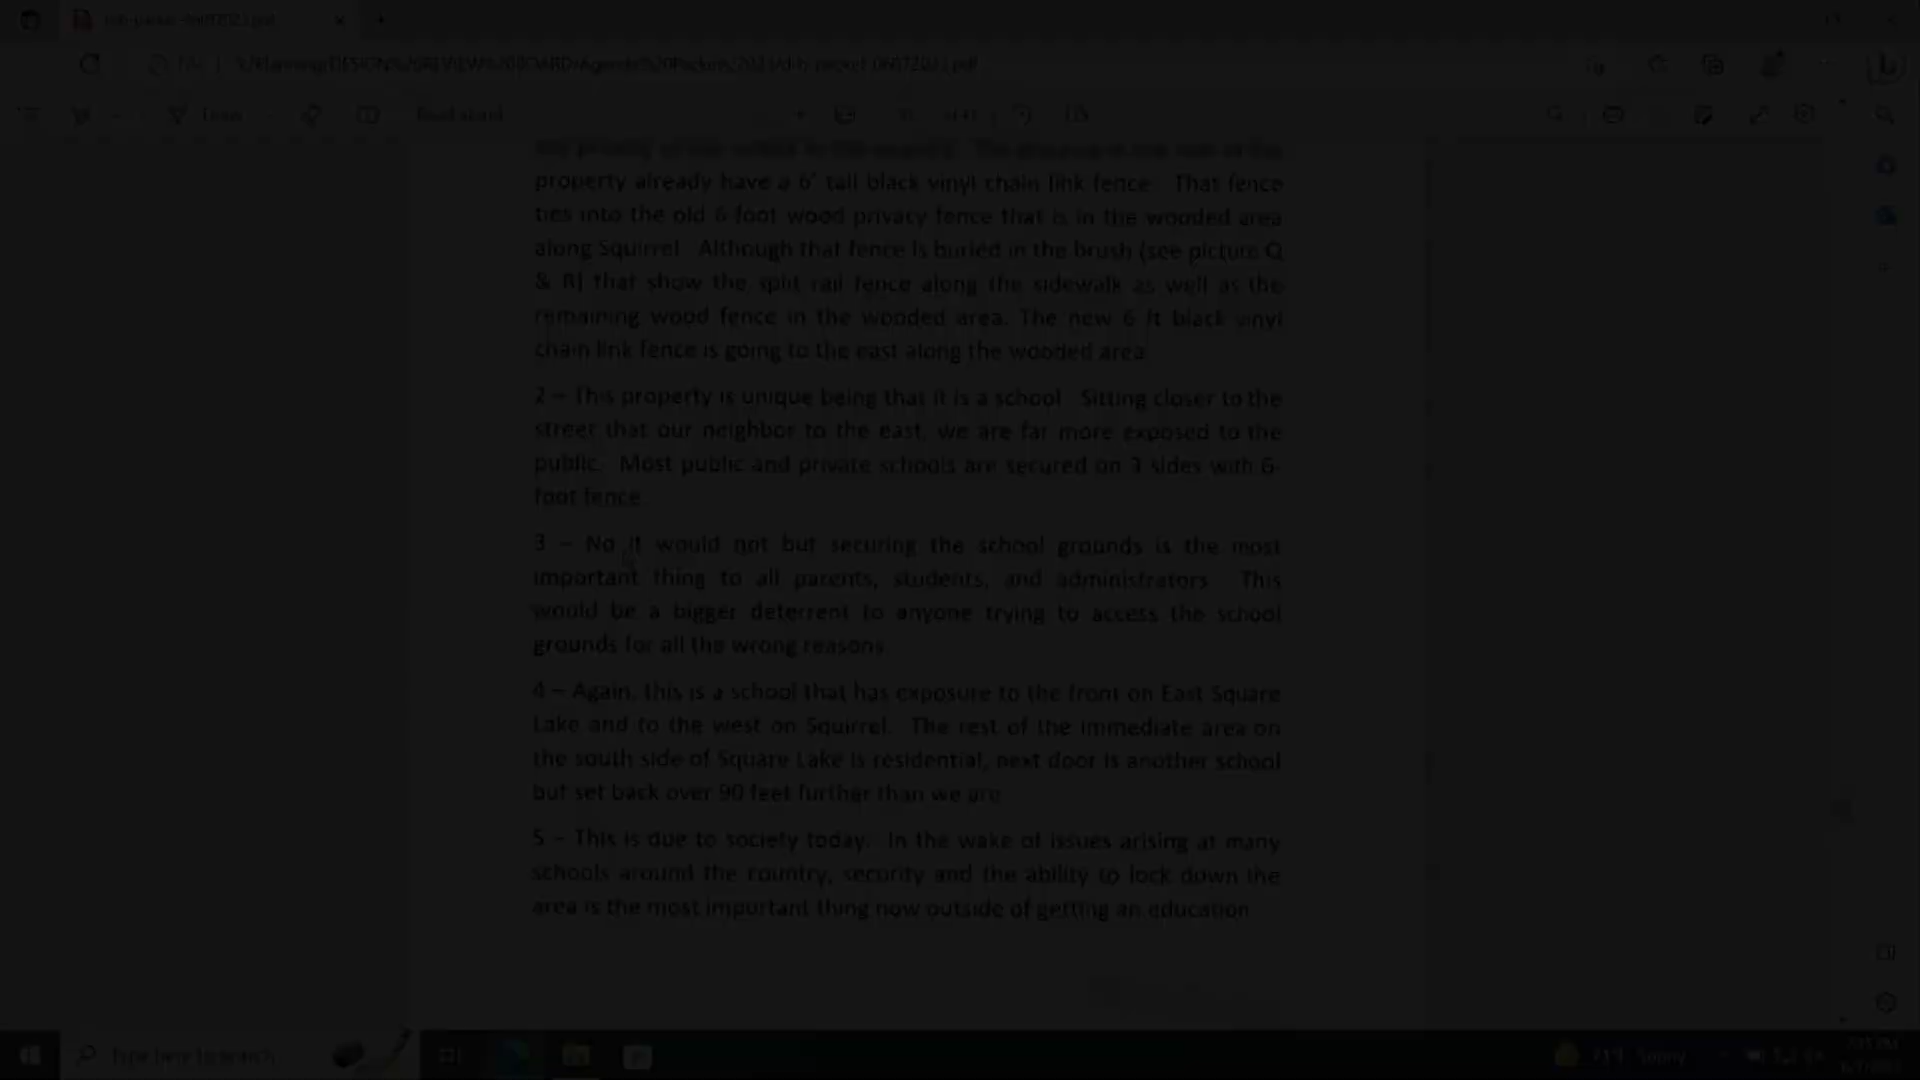 property already have a 6' tall black vinyl chain link fence. That fence
ties into the old 6 foot wood privacy fence that is in the wooded area
along Squirrel. Although that fence is buried in the brush (see picture Q
& R) that show the split rail fence along the sidewalk as well as the
remaining wood fence in the wooded area. The new 6 ft black vinyl
chain link fence is going to the east along the wooded area.
2 – This property is unique being that it is a school. Sitting closer to the
street that our neighbor to the east, we are far more exposed to the
public. Most public and private schools are secured on 3 sides with 6-
foot fence.
3 – No it would not but securing the school grounds is the most
important thing to all parents, students, and administrators. This
would be a bigger deterrent to anyone trying to access the school
grounds for all the wrong reasons.
4 – Again, this is a school that has exposure to the front on East Square
Lake and to the west on Squirrel. The rest of the immediate area on
the south side of Square Lake is residential, next door is another school
but set back over 90 feet further than we are.
5 – This is due to society today. In the wake of issues arising at many
schools around the country, security and the ability to lock down the
area is the most important thing now outside of getting an education.
Type here to search
71°F Sunny